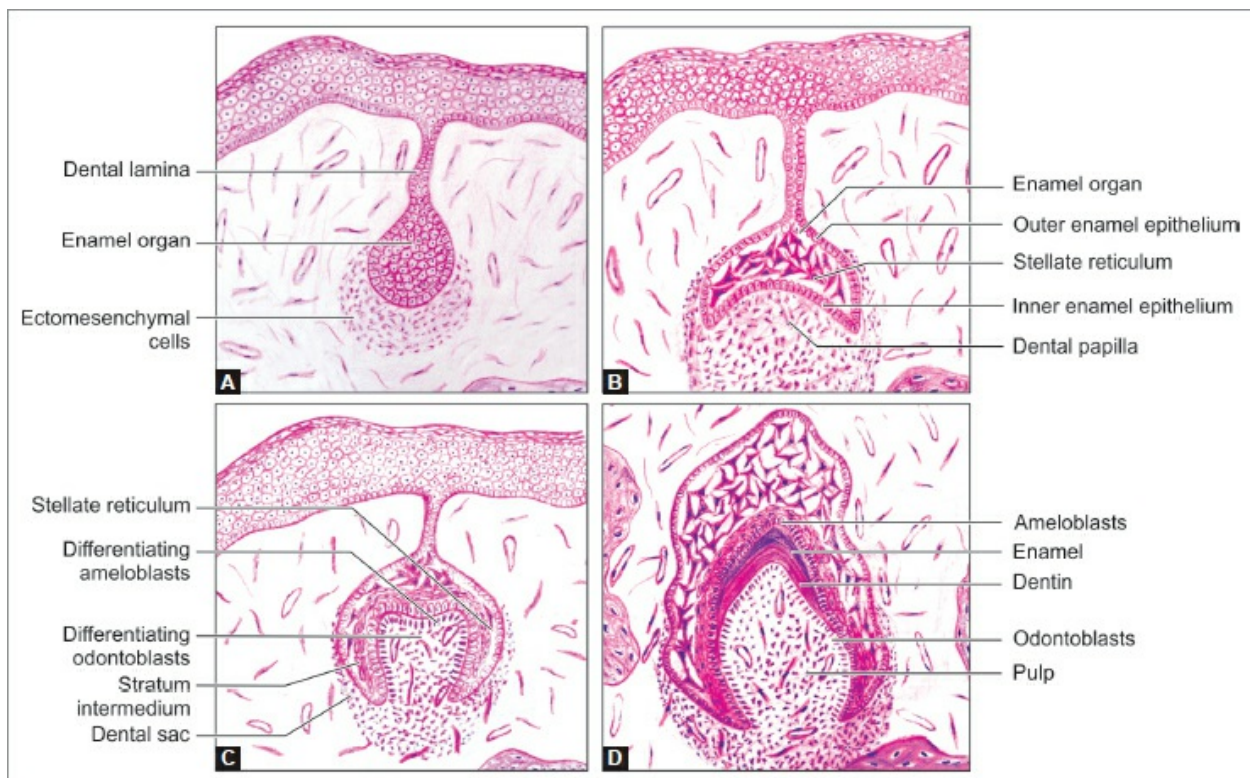 Dental lamina
Enamel organ
Ectomesenchymal
cells
A
Enamel organ
Outer enamel epithelium
Stellate reticulum
Inner enamel epithelium
Dental papilla
B
Stellate reticulum
Differentiating
ameloblasts
Differentiating
odontoblasts
Stratum
intermedium
Dental sac
C
Ameloblasts
Enamel
Dentin
Odontoblasts
Pulp
D